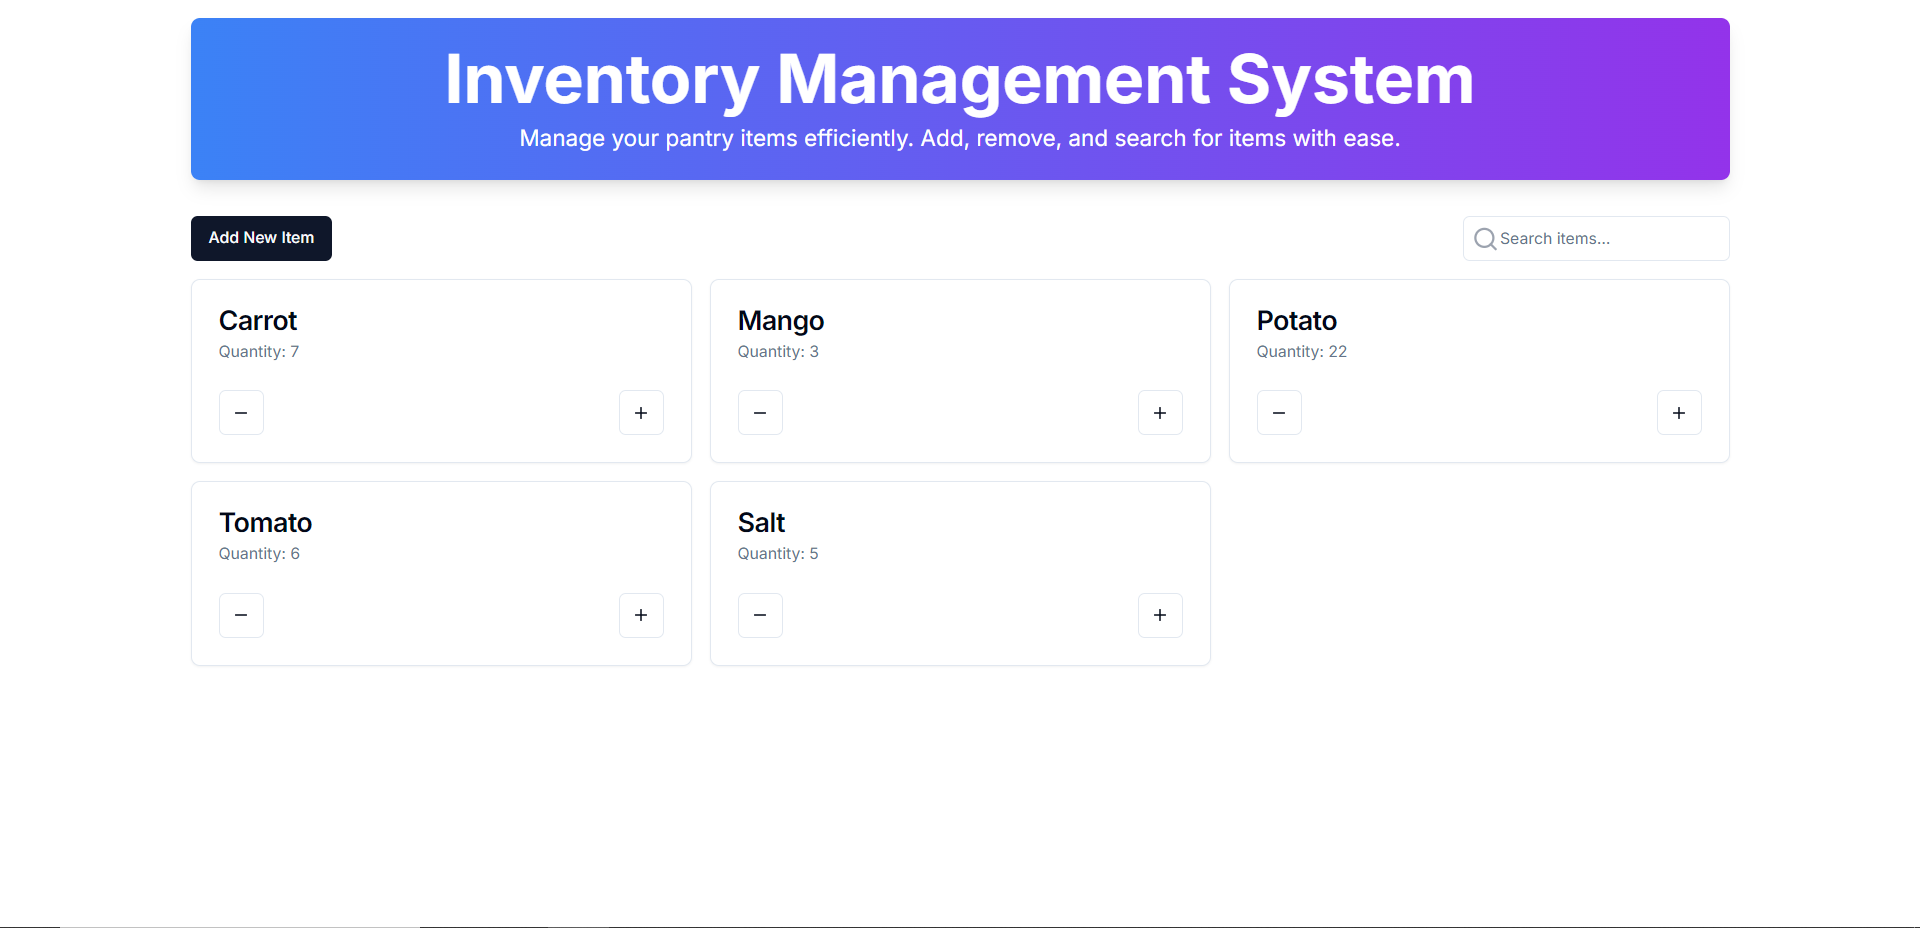 Inventory Management System
Manage your pantry items efficiently. Add, remove, and search for items with ease.
Add New Item
Search items...
Carrot
Quantity: 7
Mango
Quantity: 3
Potato
Quantity: 22
Tomato
Quantity: 6
Salt
Quantity: 5